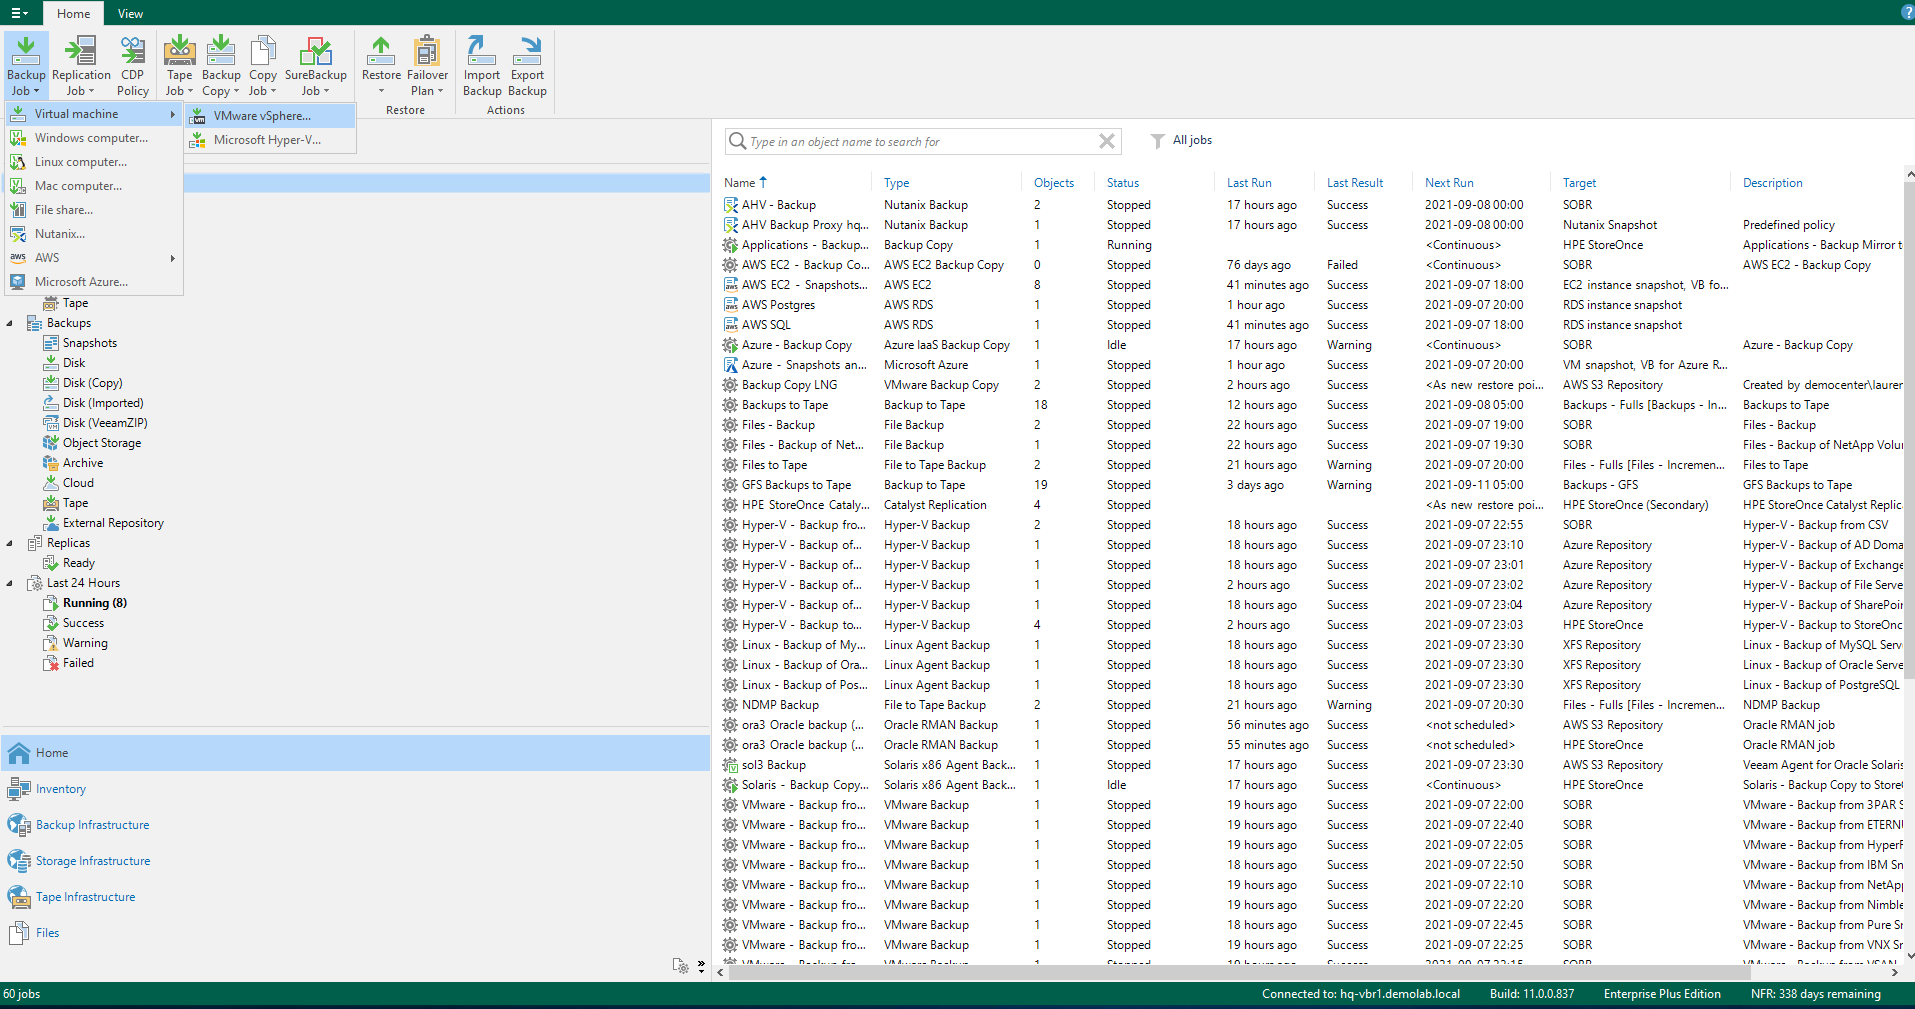 Home View
Backup Job Replication Job CDP Policy Tape Job Backup Copy Copy Job SureBackup Job Restore Failover Plan Import Backup Export Backup
Restore Actions
Virtual machine
Windows computer...
Linux computer...
Mac computer...
File share...
Nutanix...
AWS
Microsoft Azure...
VMware vSphere...
Microsoft Hyper-V...
Tape
Backups
Snapshots
Disk
Disk (Copy)
Disk (Imported)
Disk (VeeamZIP)
Object Storage
Archive
Cloud
Tape
External Repository
Replicas
Ready
Last 24 Hours
Running (8)
Success
Warning
Failed
Home
Inventory
Backup Infrastructure
Storage Infrastructure
Tape Infrastructure
Files
Type in an object name to search for
All jobs
Name Type Objects Status Last Run Last Result Next Run Target Description
AHV - Backup Nutanix Backup 2 Stopped 17 hours ago Success 2021-09-08 00:00 SOBR
AHV Backup Proxy hq... Nutanix Backup 1 Stopped 17 hours ago Success 2021-09-08 00:00 Nutanix Snapshot Predefined policy
Applications - Backup... Backup Copy 1 Running <Continuous> HPE StoreOnce Applications - Backup Mirror t
AWS EC2 - Backup Co... AWS EC2 Backup Copy 0 Stopped 76 days ago Failed <Continuous> SOBR AWS EC2 - Backup Copy
AWS EC2 - Snapshots... AWS EC2 8 Stopped 41 minutes ago Success 2021-09-07 18:00 EC2 instance snapshot, VB fo...
AWS Postgres AWS RDS 1 Stopped 1 hour ago Success 2021-09-07 20:00 RDS instance snapshot
AWS SQL AWS RDS 1 Stopped 41 minutes ago Success 2021-09-07 18:00 RDS instance snapshot
Azure - Backup Copy Azure IaaS Backup Copy 1 Idle 17 hours ago Warning <Continuous> SOBR Azure - Backup Copy
Azure - Snapshots an... Microsoft Azure 1 Stopped 1 hour ago Success 2021-09-07 20:00 VM snapshot, VB for Azure R...
Backup Copy LNG VMware Backup Copy 2 Stopped 2 hours ago Success <As new restore poi... AWS S3 Repository Created by democenter\lauren
Backups to Tape Backup to Tape 18 Stopped 12 hours ago Success 2021-09-08 05:00 Backups - Fulls [Backups - In... Backups to Tape
Files - Backup File Backup 2 Stopped 22 hours ago Success 2021-09-07 19:00 SOBR Files - Backup
Files - Backup of Net... File Backup 1 Stopped 22 hours ago Success 2021-09-07 19:30 SOBR Files - Backup of NetApp Volu
Files to Tape File to Tape Backup 2 Stopped 21 hours ago Warning 2021-09-07 20:00 Files - Fulls [Files - Incremen... Files to Tape
GFS Backups to Tape Backup to Tape 19 Stopped 3 days ago Warning 2021-09-11 05:00 Backups - GFS GFS Backups to Tape
HPE StoreOnce Cataly... Catalyst Replication 4 Stopped <As new restore poi... HPE StoreOnce (Secondary) HPE StoreOnce Catalyst Replic
Hyper-V - Backup fro... Hyper-V Backup 2 Stopped 18 hours ago Success 2021-09-07 22:55 SOBR Hyper-V - Backup from CSV
Hyper-V - Backup of... Hyper-V Backup 1 Stopped 18 hours ago Success 2021-09-07 23:10 Azure Repository Hyper-V - Backup of AD Doma
Hyper-V - Backup of... Hyper-V Backup 1 Stopped 18 hours ago Success 2021-09-07 23:01 Azure Repository Hyper-V - Backup of Exchange
Hyper-V - Backup of... Hyper-V Backup 1 Stopped 2 hours ago Success 2021-09-07 23:02 Azure Repository Hyper-V - Backup of File Serve
Hyper-V - Backup of... Hyper-V Backup 1 Stopped 18 hours ago Success 2021-09-07 23:04 Azure Repository Hyper-V - Backup of SharePoin
Hyper-V - Backup to... Hyper-V Backup 4 Stopped 2 hours ago Success 2021-09-07 23:03 HPE StoreOnce Hyper-V - Backup to StoreOnc
Linux - Backup of My... Linux Agent Backup 1 Stopped 18 hours ago Success 2021-09-07 23:30 XFS Repository Linux - Backup of MySQL Serv
Linux - Backup of Ora... Linux Agent Backup 1 Stopped 18 hours ago Success 2021-09-07 23:30 XFS Repository Linux - Backup of Oracle Serve
Linux - Backup of Pos... Linux Agent Backup 1 Stopped 18 hours ago Success 2021-09-07 23:30 XFS Repository Linux - Backup of PostgreSQL
NDMP Backup File to Tape Backup 2 Stopped 21 hours ago Warning 2021-09-07 20:30 Files - Fulls [Files - Incremen... NDMP Backup
ora3 Oracle backup (... Oracle RMAN Backup 1 Stopped 56 minutes ago Success <not scheduled> AWS S3 Repository Oracle RMAN job
ora3 Oracle backup (... Oracle RMAN Backup 1 Stopped 55 minutes ago Success <not scheduled> HPE StoreOnce Oracle RMAN job
sol3 Backup Solaris x86 Agent Back... 1 Stopped 17 hours ago Success 2021-09-07 23:30 AWS S3 Repository Veeam Agent for Oracle Solaris
Solaris - Backup Copy... Solaris x86 Agent Back... 1 Idle 17 hours ago Success <Continuous> HPE StoreOnce Solaris - Backup Copy to Store
VMware - Backup fro... VMware Backup 1 Stopped 19 hours ago Success 2021-09-07 22:00 SOBR VMware - Backup from 3PAR S
VMware - Backup fro... VMware Backup 1 Stopped 19 hours ago Success 2021-09-07 22:40 SOBR VMware - Backup from ETERN
VMware - Backup fro... VMware Backup 1 Stopped 19 hours ago Success 2021-09-07 22:05 SOBR VMware - Backup from HyperF
VMware - Backup fro... VMware Backup 1 Stopped 18 hours ago Success 2021-09-07 22:50 SOBR VMware - Backup from IBM Sn
VMware - Backup fro... VMware Backup 1 Stopped 19 hours ago Success 2021-09-07 22:10 SOBR VMware - Backup from NetApp
VMware - Backup fro... VMware Backup 1 Stopped 19 hours ago Success 2021-09-07 22:20 SOBR VMware - Backup from Nimble
VMware - Backup fro... VMware Backup 1 Stopped 18 hours ago Success 2021-09-07 22:45 SOBR VMware - Backup from Pure Sr
VMware - Backup fro... VMware Backup 1 Stopped 19 hours ago Success 2021-09-07 22:25 SOBR VMware - Backup from VNX Sr
60 jobs Connected to: hq-vbr1.demolab.local Build: 11.0.0.837 Enterprise Plus Edition NFR: 338 days remaining